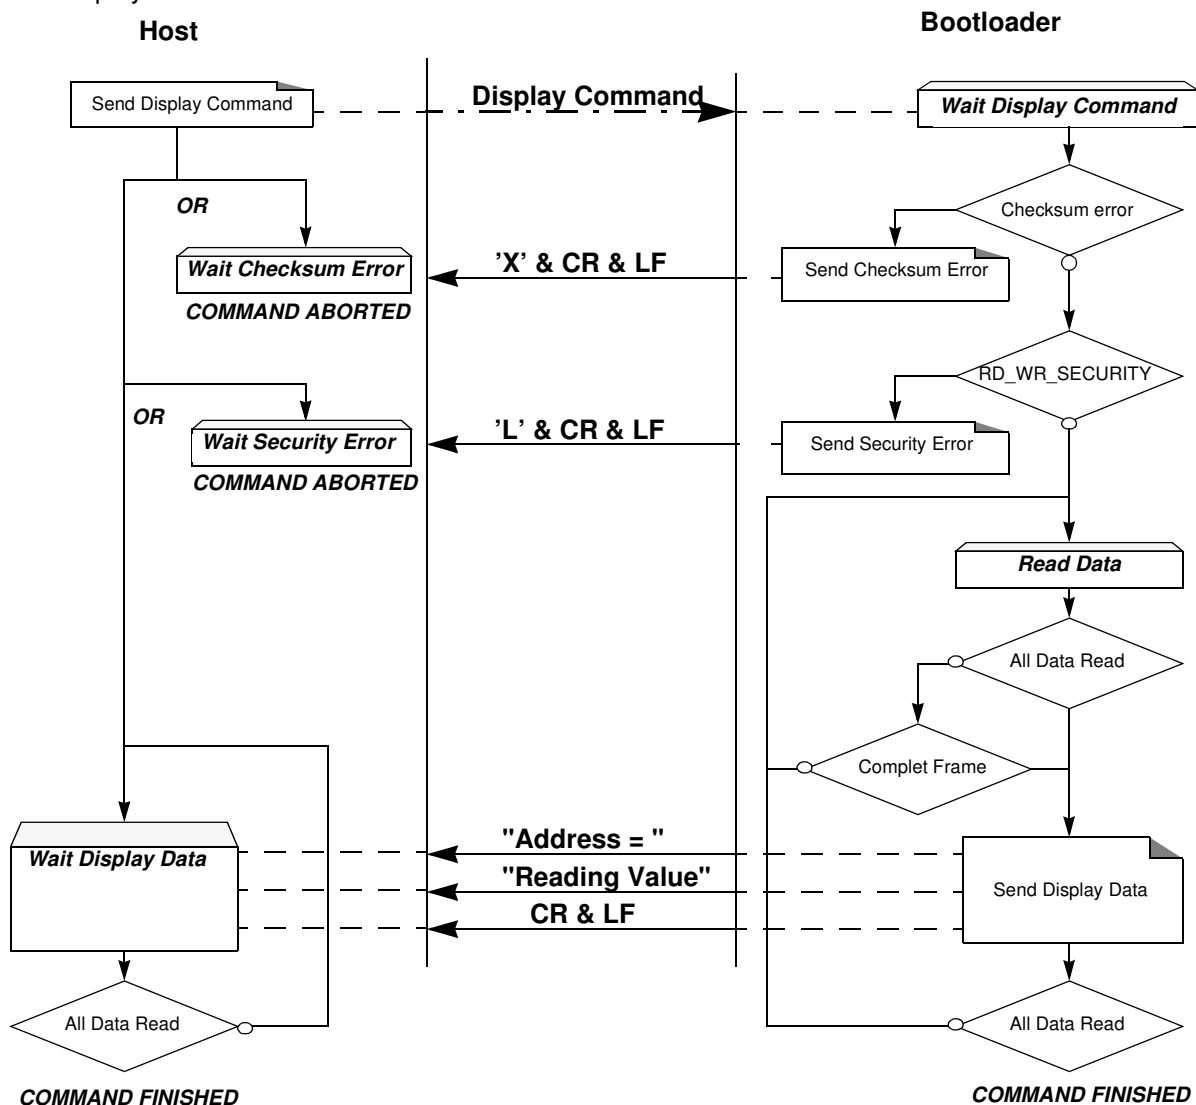 Host
Bootloader
Send Display Command
Display Command
Wait Display Command
OR
Checksum error
Wait Checksum Error
'X' & CR & LF
Send Checksum Error
COMMAND ABORTED
RD_WR_SECURITY
OR
Wait Security Error
'L' & CR & LF
Send Security Error
COMMAND ABORTED
Read Data
All Data Read
Complet Frame
Wait Display Data
"Address = "
"Reading Value"
CR & LF
Send Display Data
All Data Read
All Data Read
COMMAND FINISHED
COMMAND FINISHED